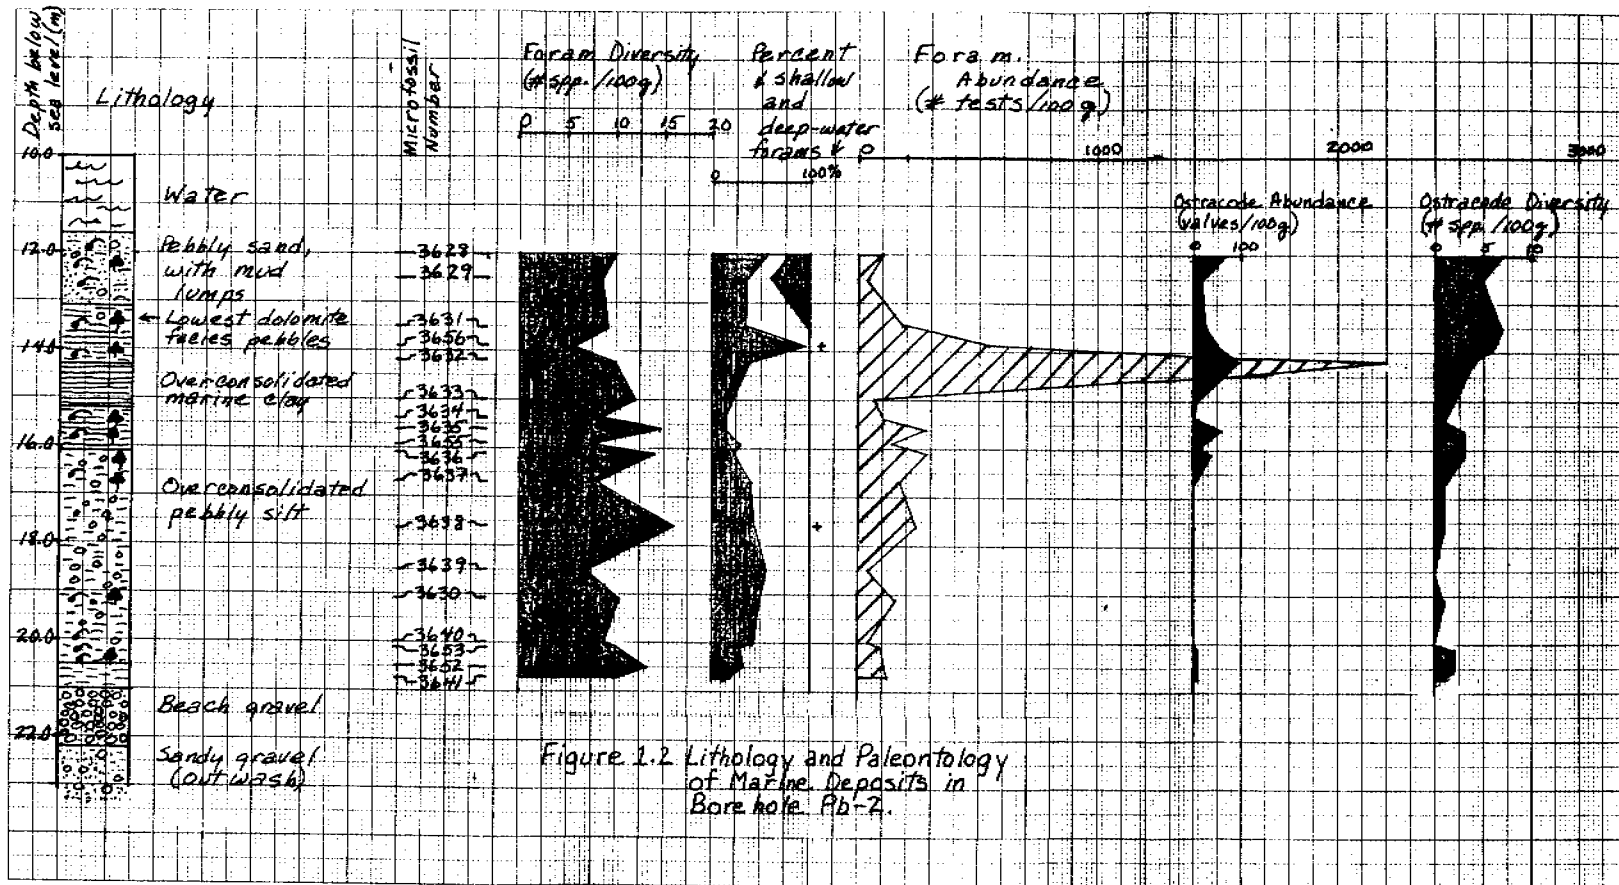 Depth below
sea level (m)
Lithology
Microfossil
Number
Foram Diversity
(# spp. /100g)
0 5 10 15 20
Percent
shallow
and
deep-water
forams
0 100%
Foram.
Abundance
(# tests/100 g)
0 1000 2000 3000
Ostracode Abundance
(valves/100g)
0 100
Ostracode Diversity
(# spp. /100g)
0 5 10
10.0
12.0
14.0
16.0
18.0
20.0
22.0
Water
Pebbly sand,
with mud
lumps
← Lowest dolomite
facies pebbles
Overconsolidated
marine clay
Overconsolidated
pebbly silt
Beach gravel
Sandy gravel
(outwash)
3628
3629
3631
3656
3632
3633
3634
3635
3655
3636
3637
3638
3639
3630
3640
3653
3652
3641
+
+
Figure 1.2 Lithology and Paleontology
of Marine Deposits in
Borehole Pb-2.